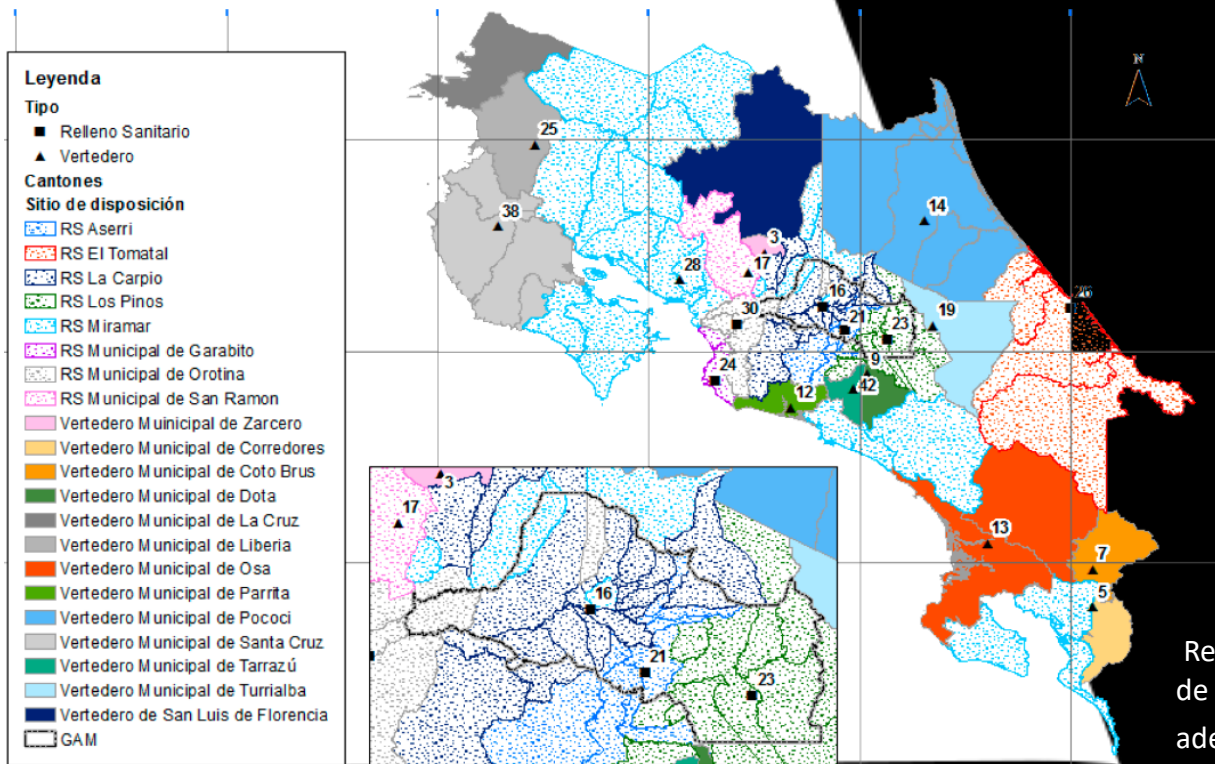 N
Leyenda
Tipo
Relleno Sanitario
Vertedero
Cantones
Sitio de disposición
RS Aserri
RS El Tomatal
RS La Carpio
RS Los Pinos
RS Miramar
RS Municipal de Garabito
RS Municipal de Orotina
RS Municipal de San Ramon
Vertedero Muinicipal de Zarcero
Vertedero Municipal de Corredores
Vertedero Municipal de Coto Brus
Vertedero Municipal de Dota
Vertedero Municipal de La Cruz
Vertedero Municipal de Liberia
Vertedero Municipal de Osa
Vertedero Municipal de Parrita
Vertedero Municipal de Pococi
Vertedero Municipal de Santa Cruz
Vertedero Municipal de Tarrazú
Vertedero Municipal de Turrialba
Vertedero de San Luis de Florencia
GAM
25
38
14
3
17
28
16
26
30
21
19
23
9
24
42
12
13
7
5
3
17
16
21
23
Re
de
ade